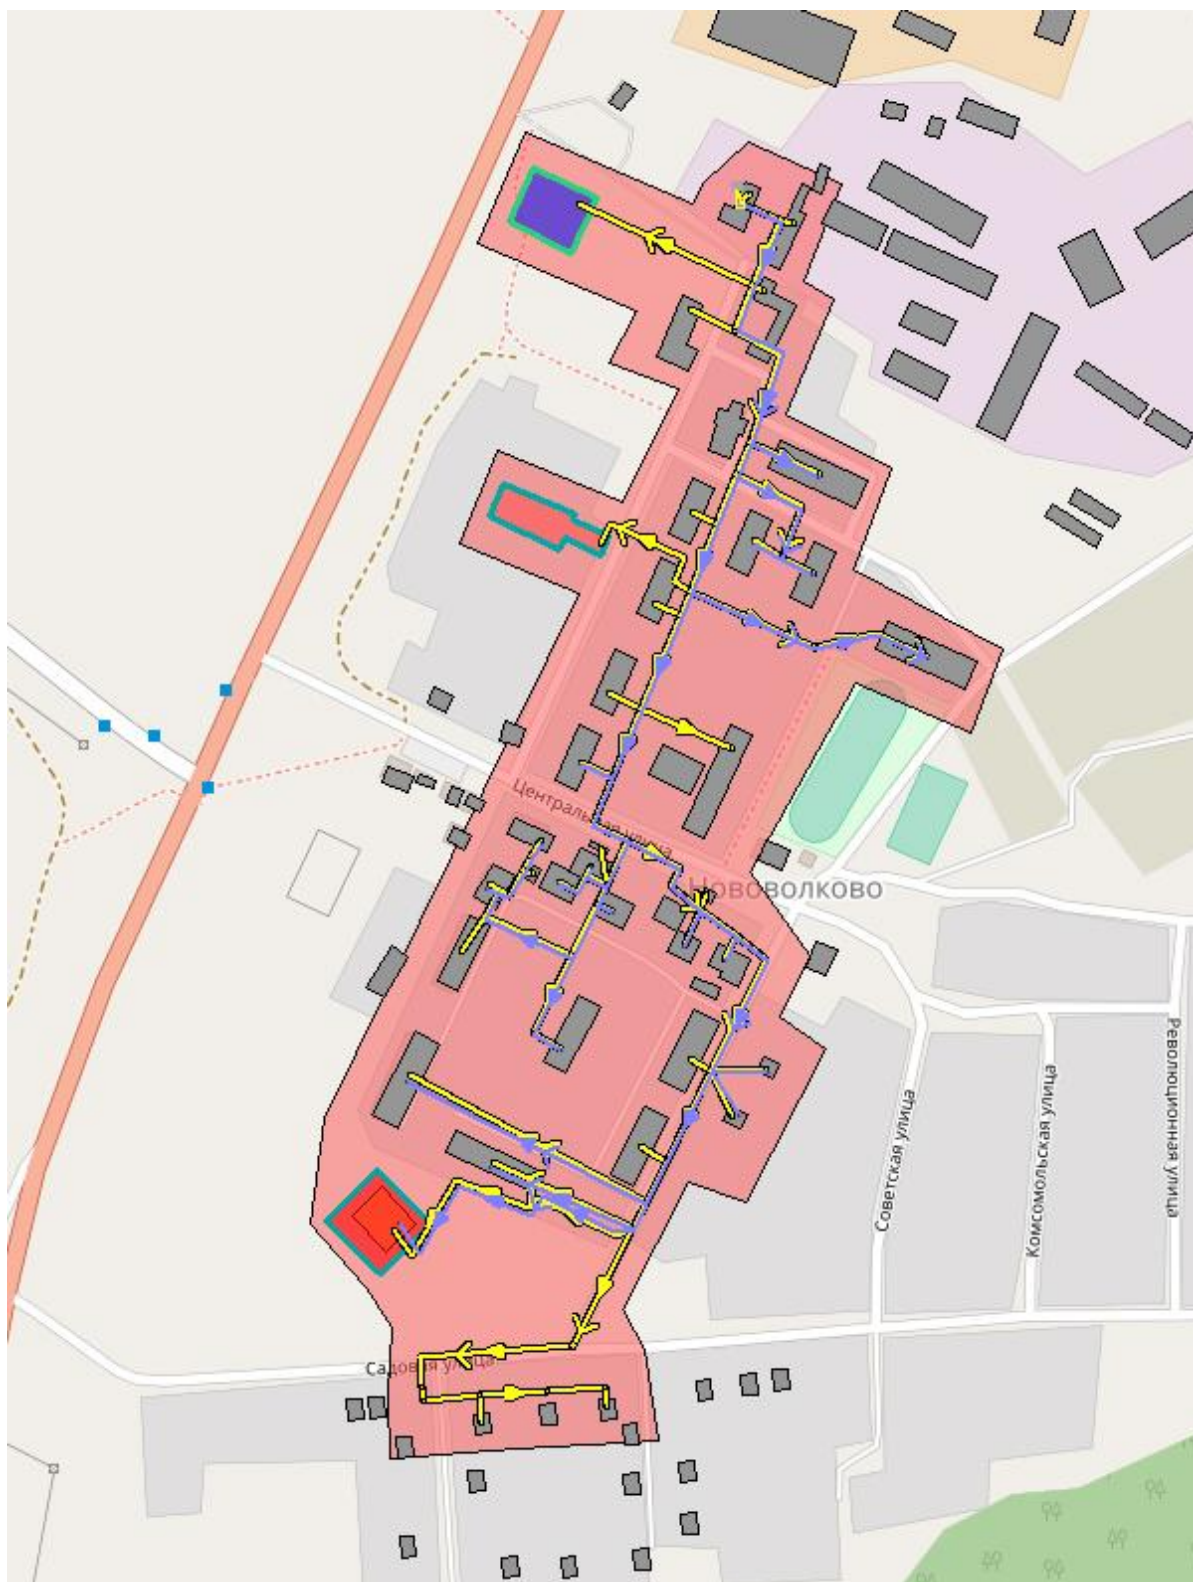 Центральная улица
Нововолково
Советская улица
Комсомольская улица
Революционная улица
Садовая улица